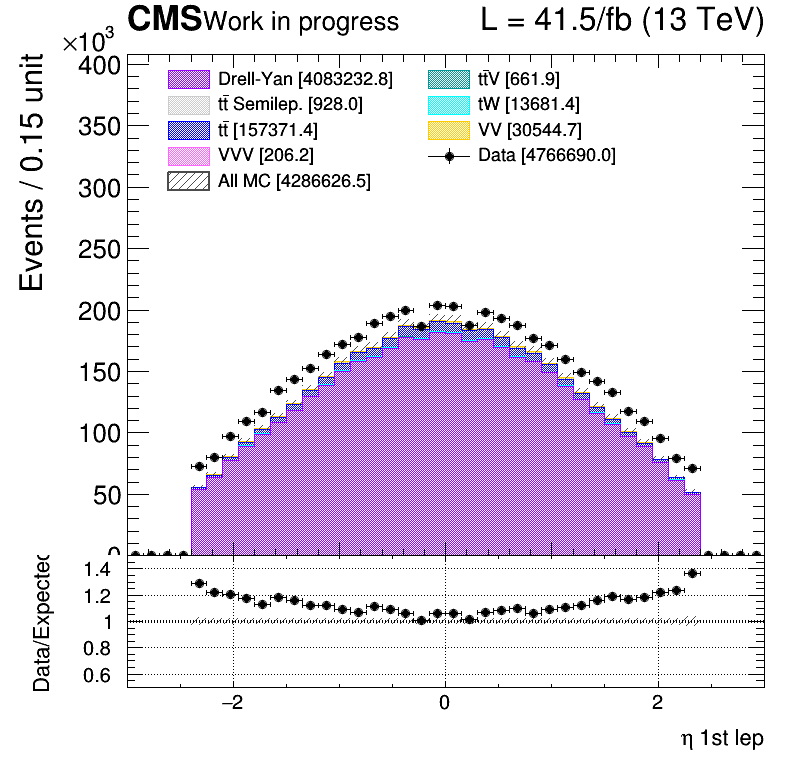 CMS Work in progress L = 41.5/fb (13 TeV)
×10³
Events / 0.15 unit
400
350
300
250
200
150
100
50
0
Drell-Yan [4083232.8]
tt̄ Semilep. [928.0]
tt̄ [157371.4]
VVV [206.2]
All MC [4286626.5]
tt̄V [661.9]
tW [13681.4]
VV [30544.7]
Data [4766690.0]
Data/Expected
1.4
1.2
1
0.8
0.6
−2 0 2
η 1st lep